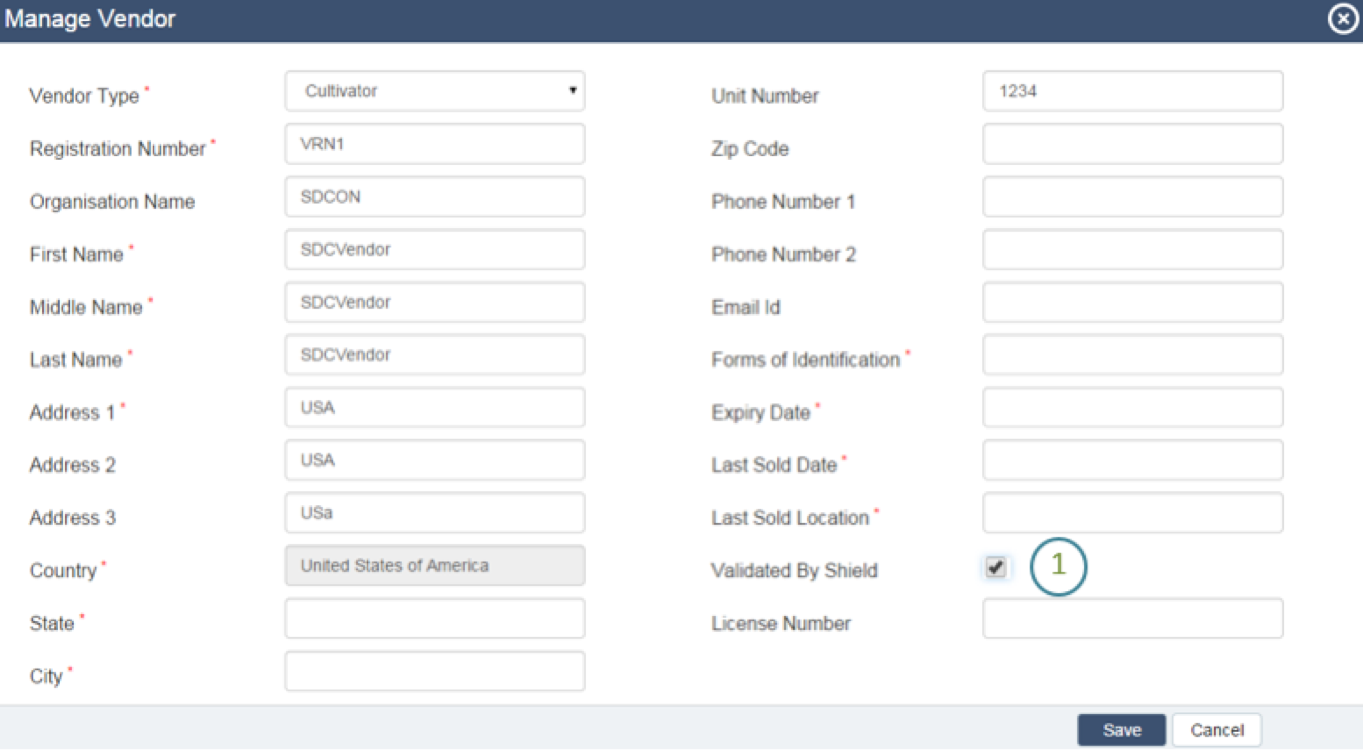 Manage Vendor
Vendor Type *
Cultivator
Registration Number *
VRN1
Organisation Name
SDCON
First Name *
SDCVendor
Middle Name *
SDCVendor
Last Name *
SDCVendor
Address 1 *
USA
Address 2
USA
Address 3
USa
Country *
United States of America
State *
City *
Unit Number
1234
Zip Code
Phone Number 1
Phone Number 2
Email Id
Forms of Identification *
Expiry Date *
Last Sold Date *
Last Sold Location *
Validated By Shield
1
License Number
Save
Cancel